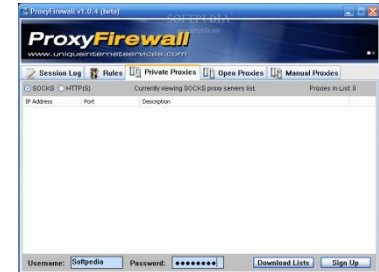 ProxyFirewall v1.0.4 (beta)
SOFTPEDIA
ProxyFirewall
www.uniqueinternetservices.com
Session Log Rules Private Proxies Open Proxies Manual Proxies
SOCKS HTTP(S) Currently viewing SOCKS proxy servers list. Proxies in List: 0
IP Address Port Description
Username: Softpedia Password: Download Lists Sign Up